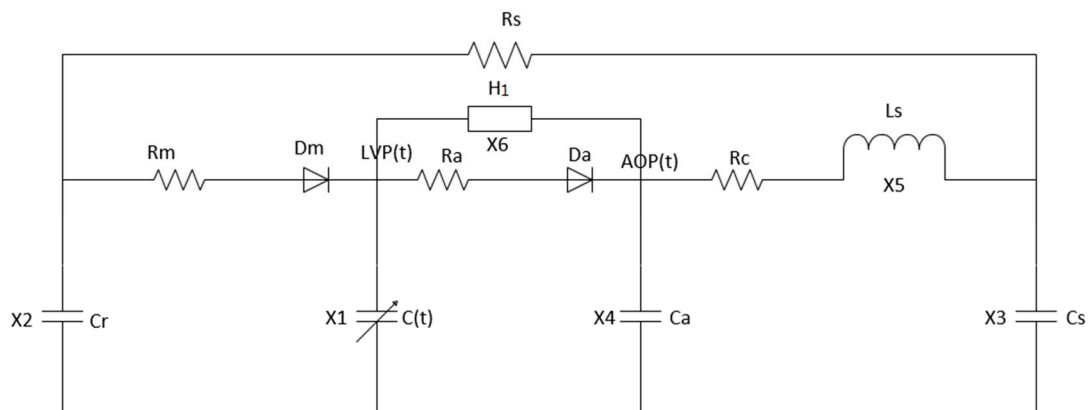 Rs
H1
Ls
Rm
Dm
LVP(t)
Ra
X6
Da
AOP(t)
Rc
X5
X2
Cr
X1
C(t)
X4
Ca
X3
Cs